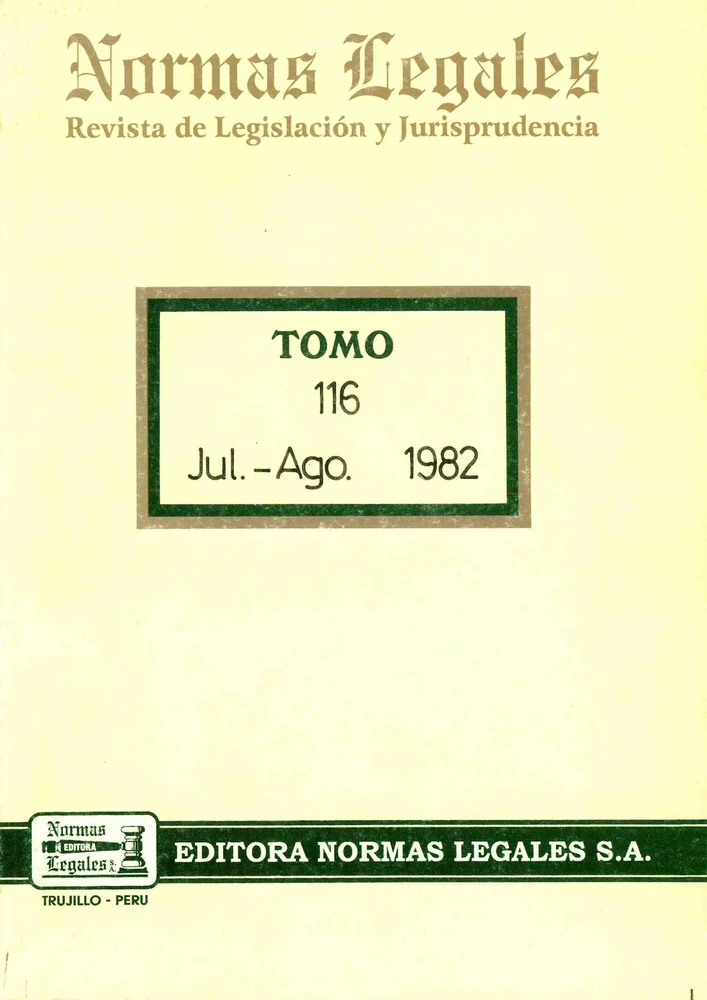 Normas Legales
Revista de Legislación y Jurisprudencia
TOMO
116
Jul. - Ago. 1982
Normas
EDITORA
Legales S.A.
EDITORA NORMAS LEGALES S.A.
TRUJILLO - PERU